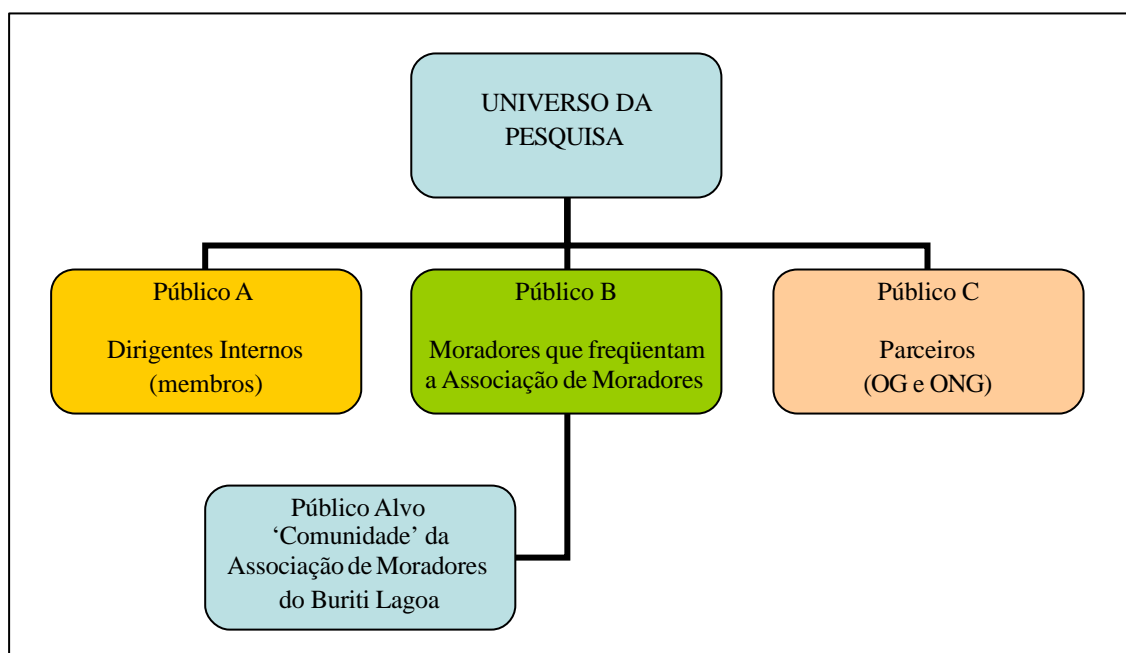 UNIVERSO DA
PESQUISA
Público A
Dirigentes Internos
(membros)
Público B
Moradores que freqüentam
a Associação de Moradores
Público C
Parceiros
(OG e ONG)
Público Alvo
‘Comunidade’ da
Associação de Moradores
do Buriti Lagoa